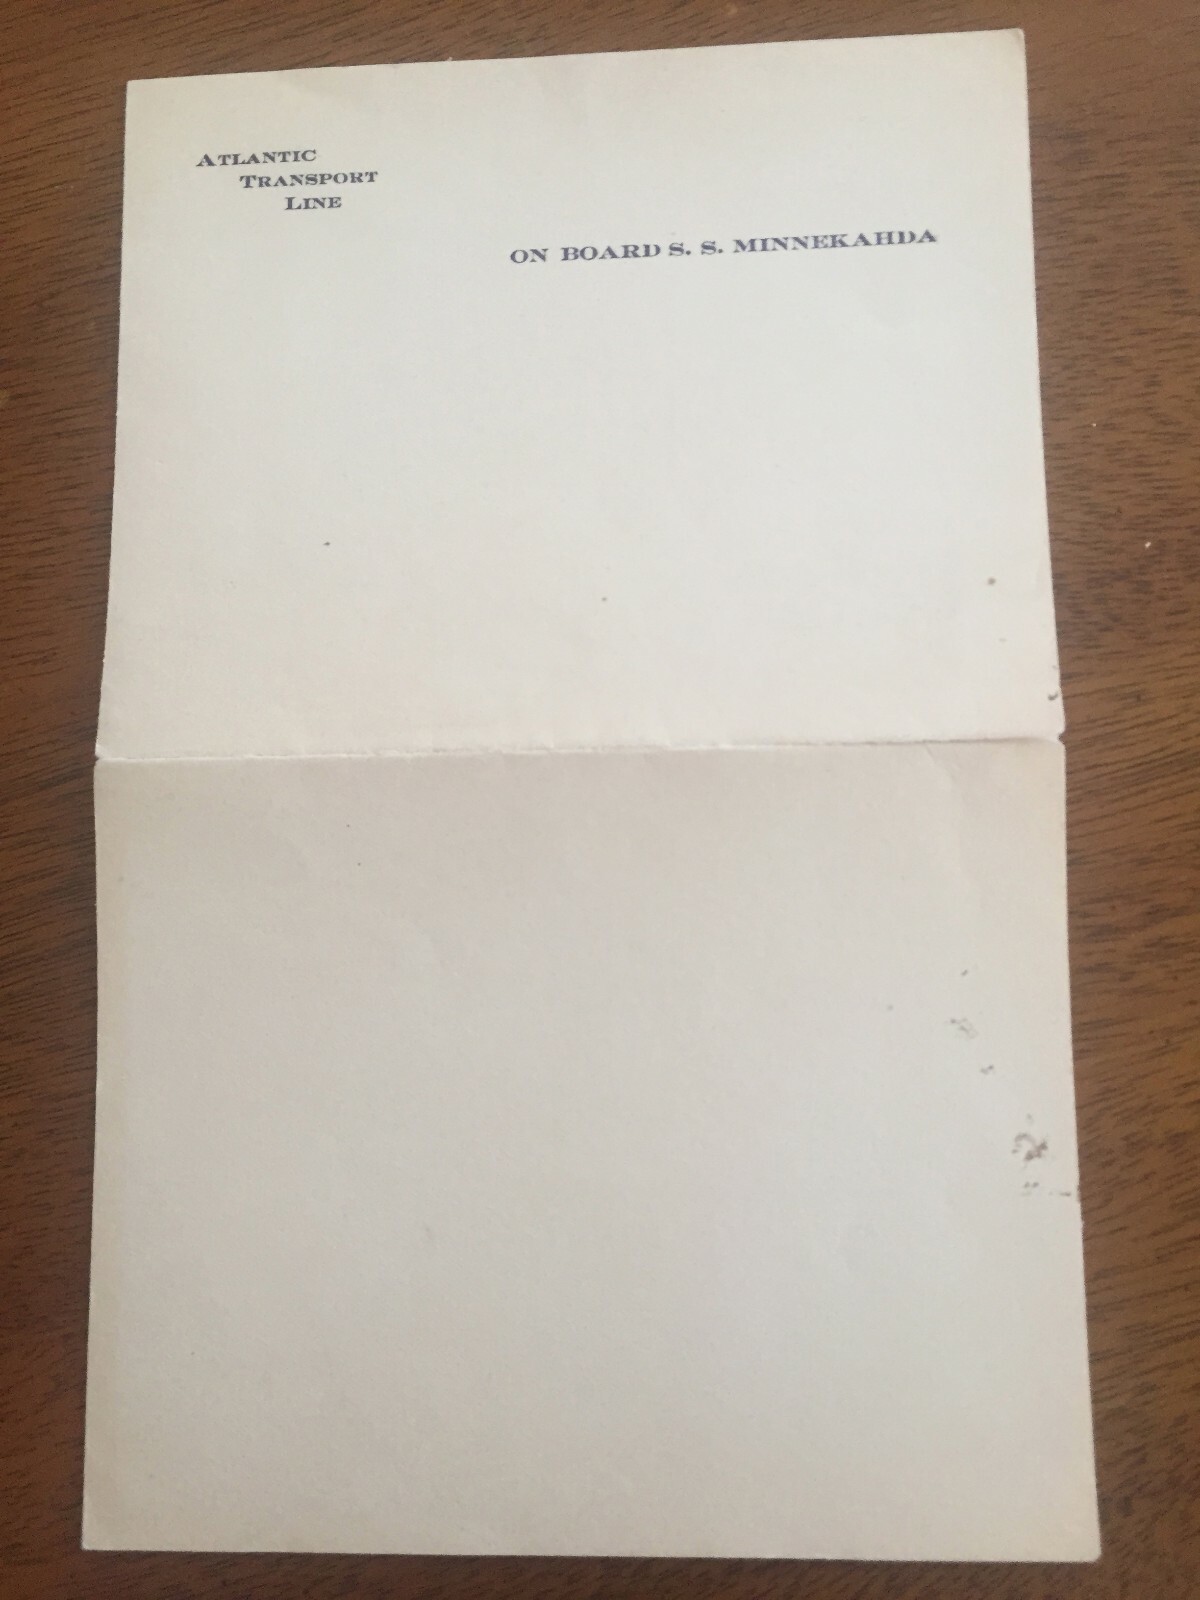 ATLANTIC
TRANSPORT
LINE
ON BOARD S. S. MINNEKAHDA